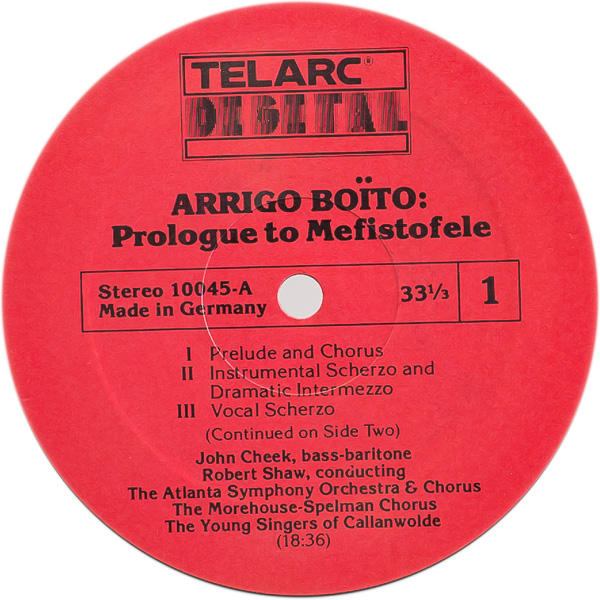 TELARC®
DIGITAL
ARRIGO BOÏTO:
Prologue to Mefistofele
Stereo 10045-A
Made in Germany
33⅓
1
I Prelude and Chorus
II Instrumental Scherzo and
Dramatic Intermezzo
III Vocal Scherzo
(Continued on Side Two)
John Cheek, bass-baritone
Robert Shaw, conducting
The Atlanta Symphony Orchestra & Chorus
The Morehouse-Spelman Chorus
The Young Singers of Callanwolde
(18:36)